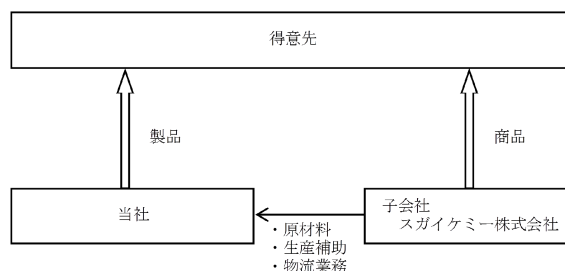 得意先
製品
商品
当社
子会社
スガイケミー株式会社
・原材料
・生産補助
・物流業務